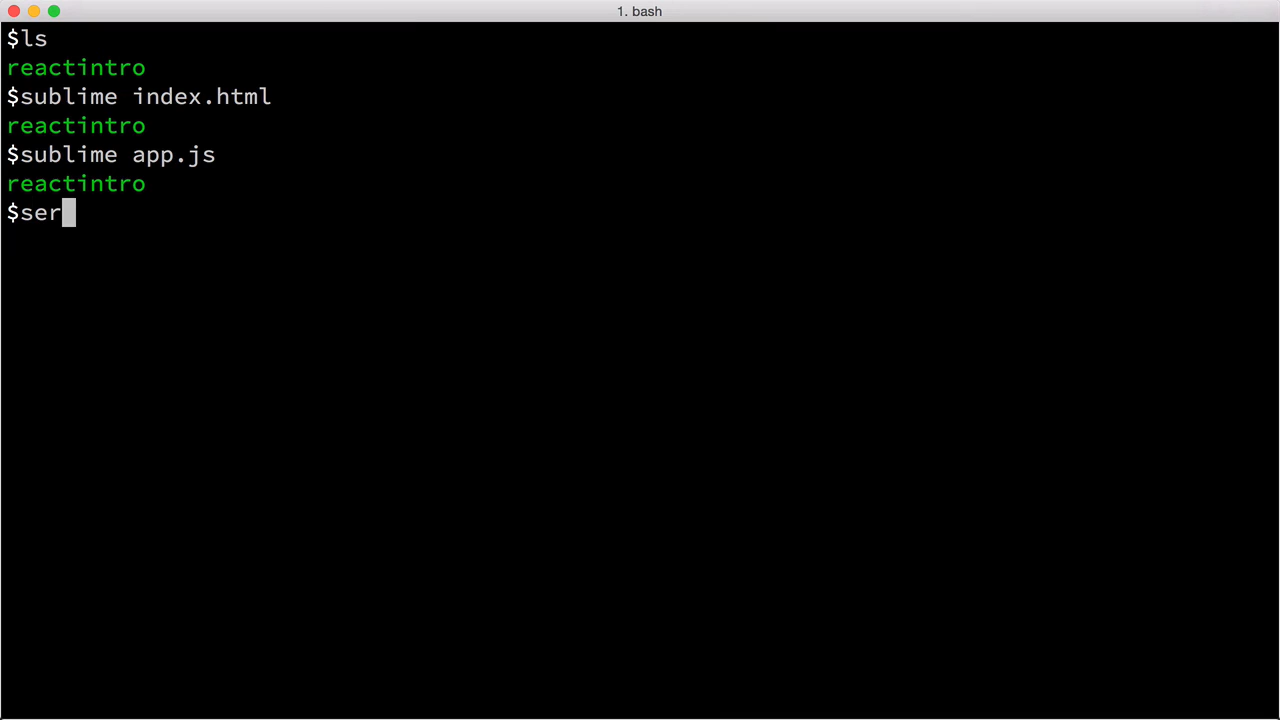 1. bash
$ls
reactintro
$sublime index.html
reactintro
$sublime app.js
reactintro
$ser